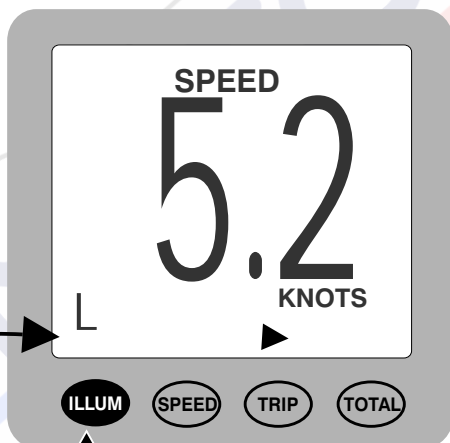 SPEED
5.2
KNOTS
L
ILLUM SPEED TRIP TOTAL